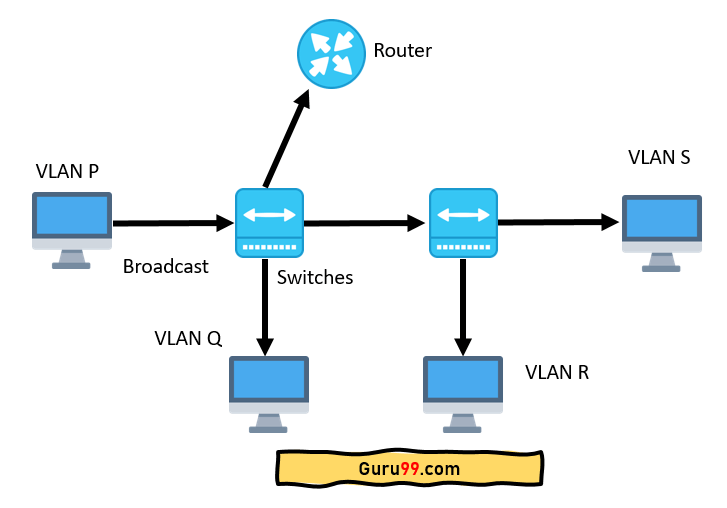 Router
VLAN P
VLAN S
Broadcast
Switches
VLAN Q
VLAN R
Guru99.com